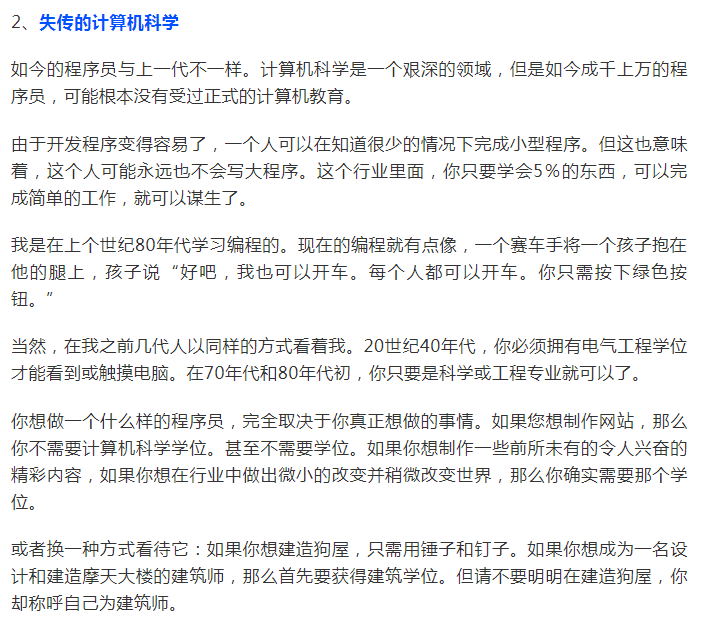 2、失传的计算机科学
如今的程序员与上一代不一样。计算机科学是一个艰深的领域，但是如今成千上万的程
序员，可能根本没有受过正式的计算机教育。
由于开发程序变得容易了，一个人可以在知道很少的情况下完成小型程序。但这也意味
着，这个人可能永远也不会写大程序。这个行业里面，你只要学会5％的东西，可以完
成简单的工作，就可以谋生了。
我是在上个世纪80年代学习编程的。现在的编程就有点像，一个赛车手将一个孩子抱在
他的腿上，孩子说“好吧，我也可以开车。每个人都可以开车。你只需按下绿色按
钮。”
当然，在我之前几代人以同样的方式看着我。20世纪40年代，你必须拥有电气工程学位
才能看到或触摸电脑。在70年代和80年代初，你只要是科学或工程专业就可以了。
你想做一个什么样的程序员，完全取决于你真正想做的事情。如果您想制作网站，那么
你不需要计算机科学学位。甚至不需要学位。如果你想制作一些前所未有的令人兴奋的
精彩内容，如果你想在行业中做出微小的改变并稍微改变世界，那么你确实需要那个学
位。
或者换一种方式看待它：如果你想建造狗屋，只需用锤子和钉子。如果你想成为一名设
计和建造摩天大楼的建筑师，那么首先要获得建筑学位。但请不要明明在建造狗屋，你
却称呼自己为建筑师。